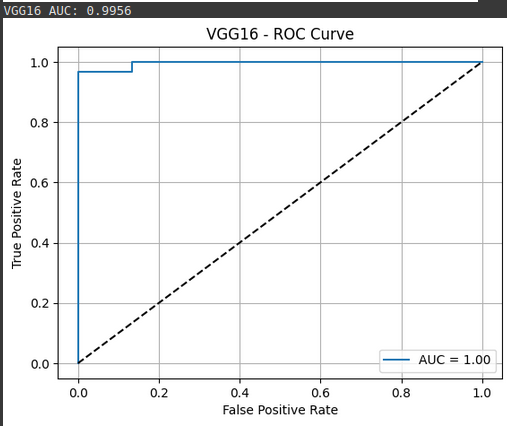 VGG16 AUC: 0.9956
VGG16 - ROC Curve
1.0
0.8
0.6
0.4
0.2
0.0
True Positive Rate
AUC = 1.00
0.0 0.2 0.4 0.6 0.8 1.0
False Positive Rate